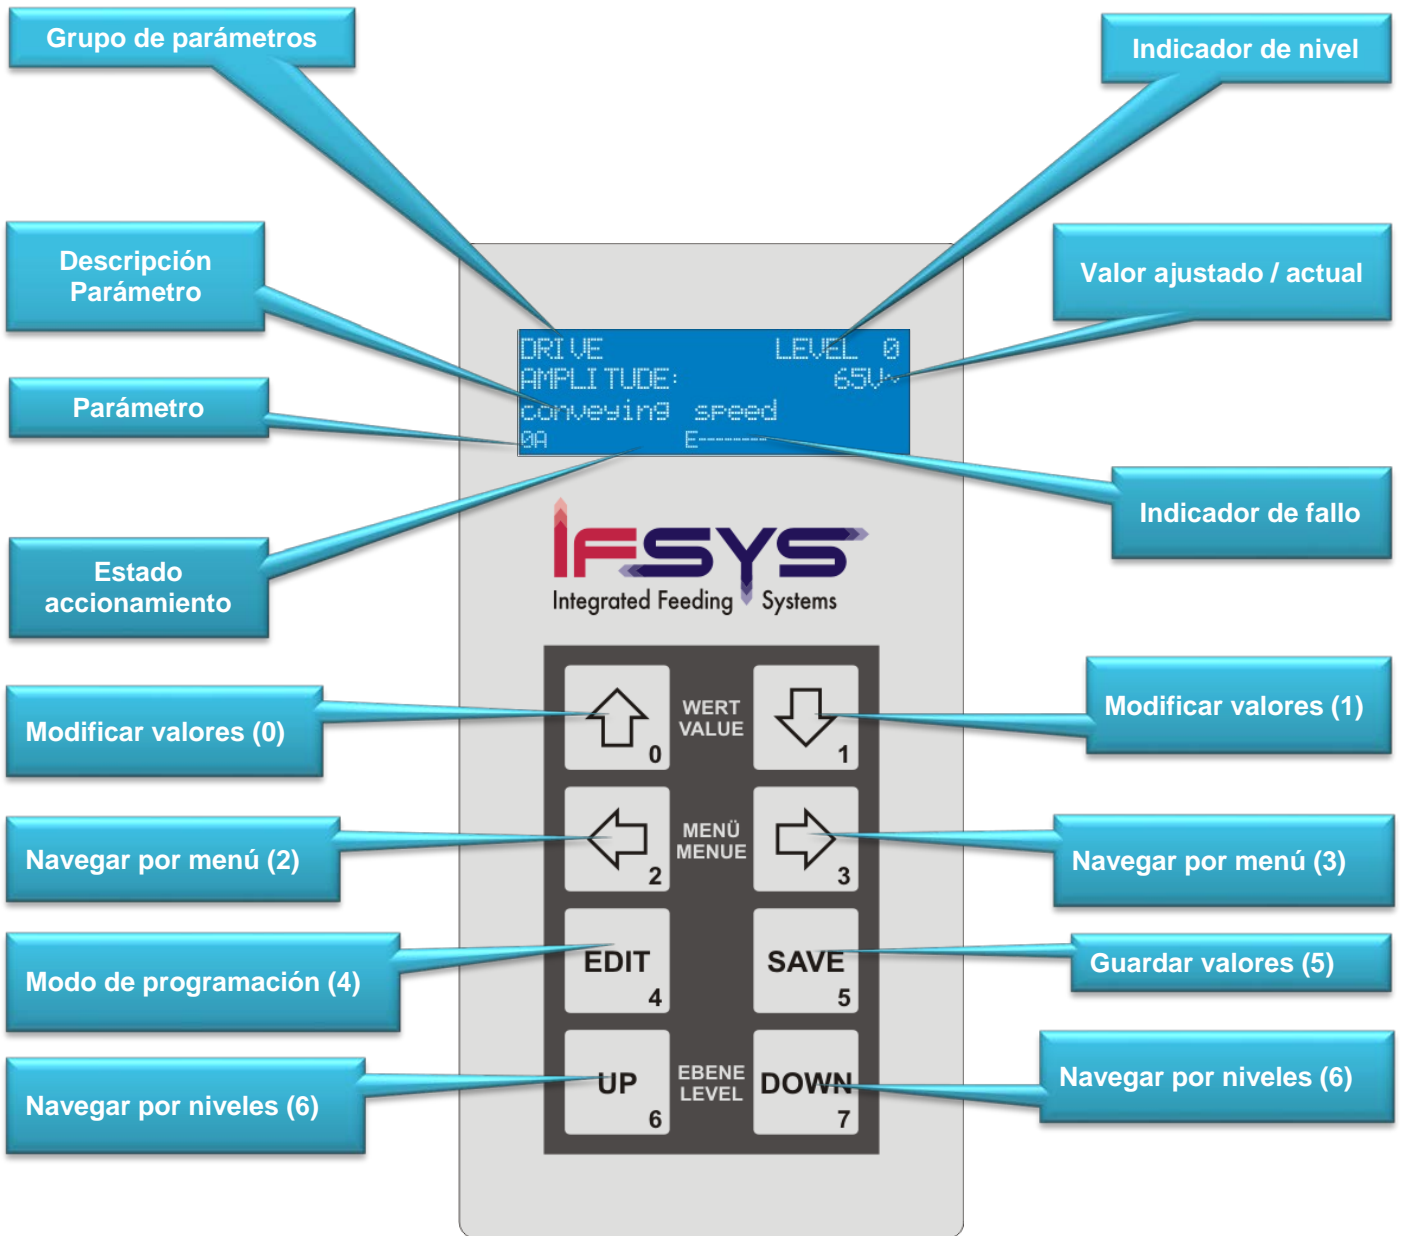 Grupo de parámetros
Indicador de nivel
Descripción
Parámetro
Valor ajustado / actual
DRIVE LEVEL 0
AMPLITUDE: 65V~
conveying speed
0A E--------
Parámetro
Indicador de fallo
Estado
accionamiento
IFSYS
Integrated Feeding Systems
Modificar valores (0)
0
WERT
VALUE
1
Modificar valores (1)
Navegar por menú (2)
2
MENÜ
MENUE
3
Navegar por menú (3)
Modo de programación (4)
EDIT
4
SAVE
5
Guardar valores (5)
Navegar por niveles (6)
UP
6
EBENE
LEVEL
DOWN
7
Navegar por niveles (6)